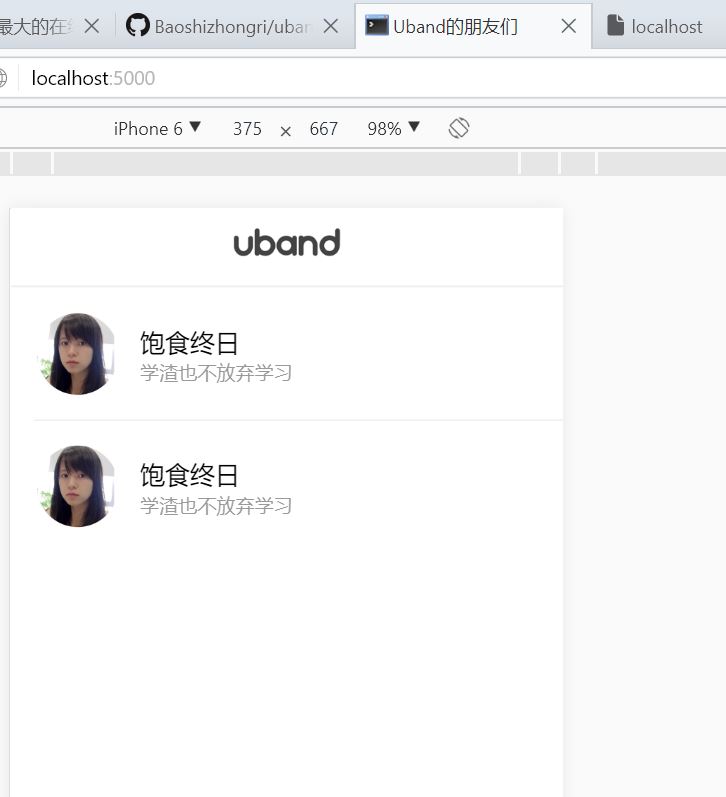 最大的在
Baoshizhongri/uban
Uband的朋友们
localhost
localhost:5000
iPhone 6 ▼ 375 × 667 98% ▼
uband
饱食终日
学渣也不放弃学习
饱食终日
学渣也不放弃学习